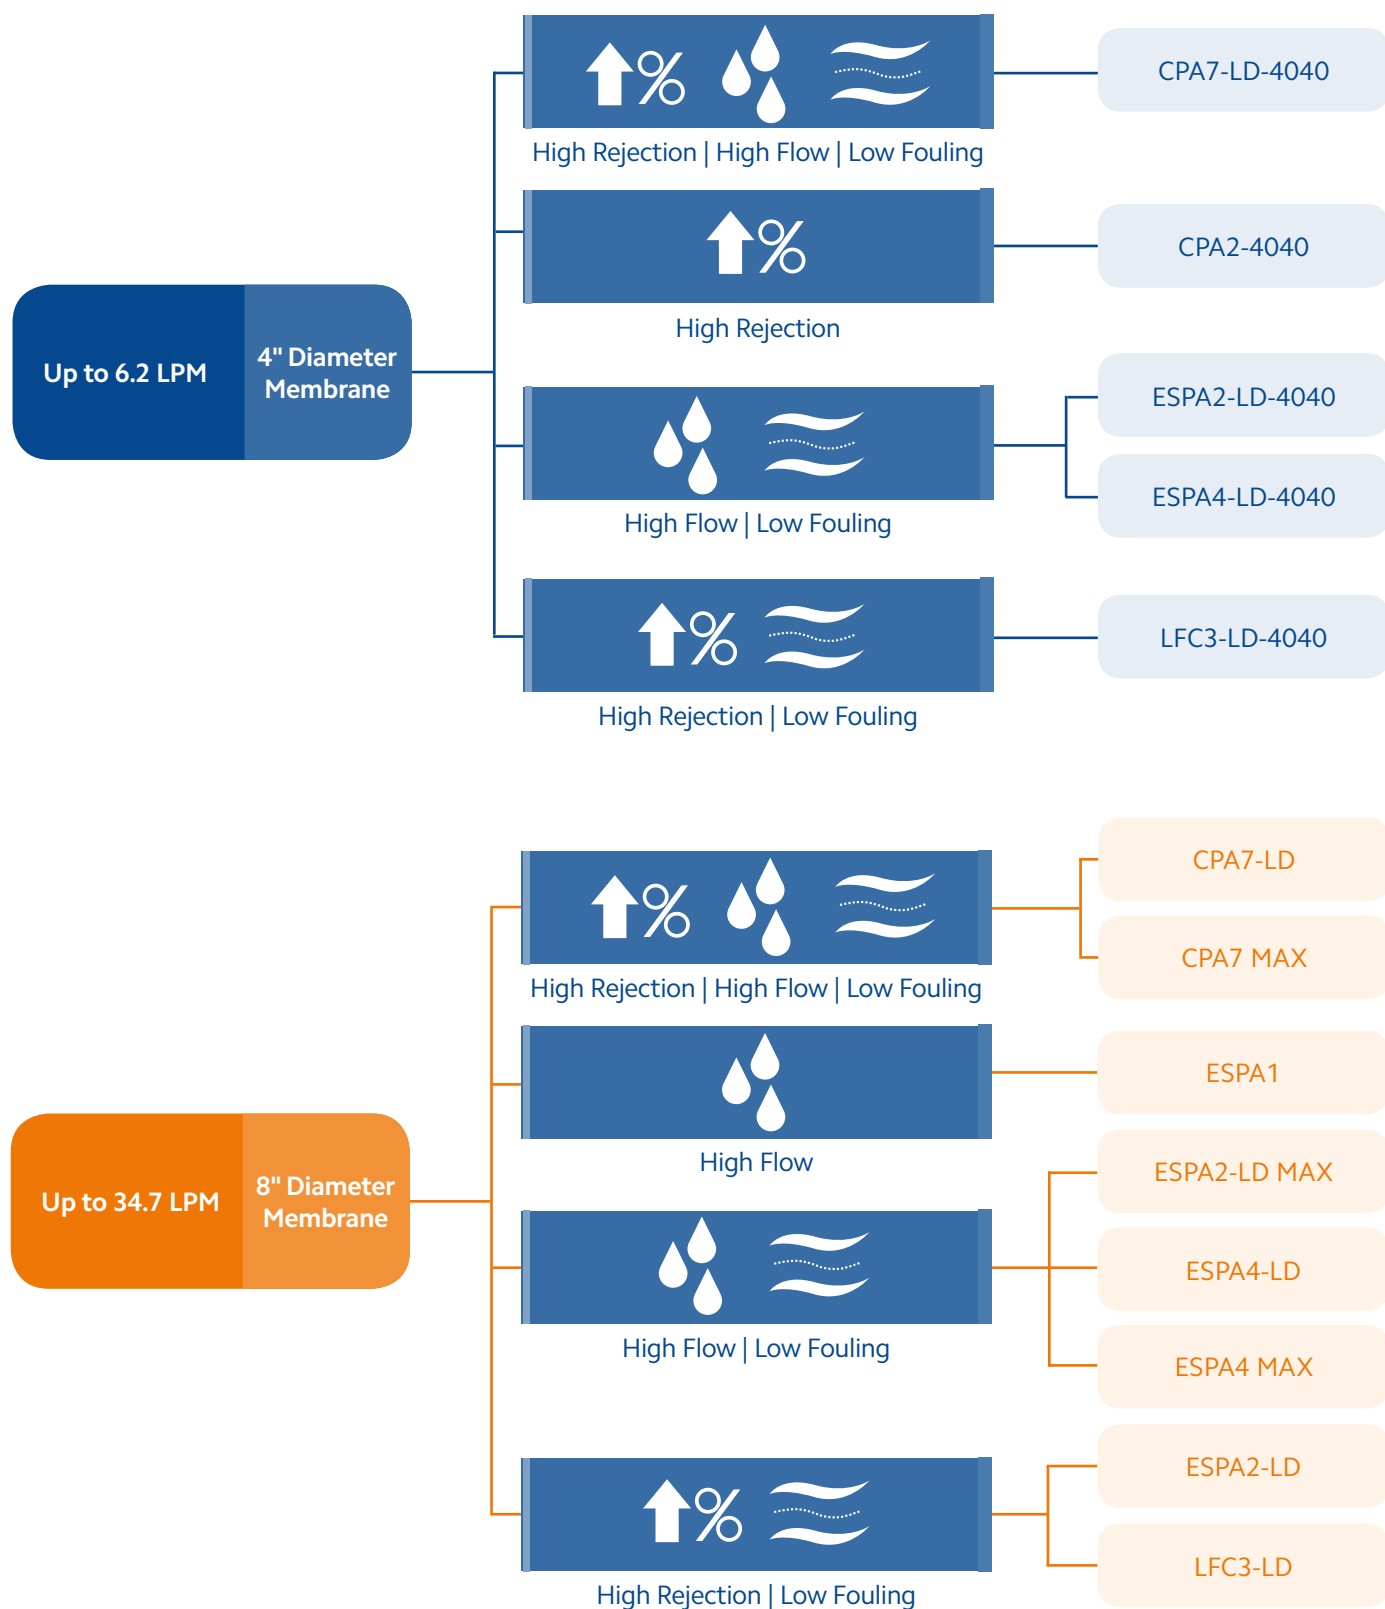 CPA7-LD-4040
High Rejection | High Flow | Low Fouling
CPA2-4040
High Rejection
Up to 6.2 LPM
4" Diameter
Membrane
ESPA2-LD-4040
ESPA4-LD-4040
High Flow | Low Fouling
LFC3-LD-4040
High Rejection | Low Fouling
CPA7-LD
CPA7 MAX
High Rejection | High Flow | Low Fouling
ESPA1
High Flow
Up to 34.7 LPM
8" Diameter
Membrane
ESPA2-LD MAX
ESPA4-LD
ESPA4 MAX
High Flow | Low Fouling
ESPA2-LD
LFC3-LD
High Rejection | Low Fouling